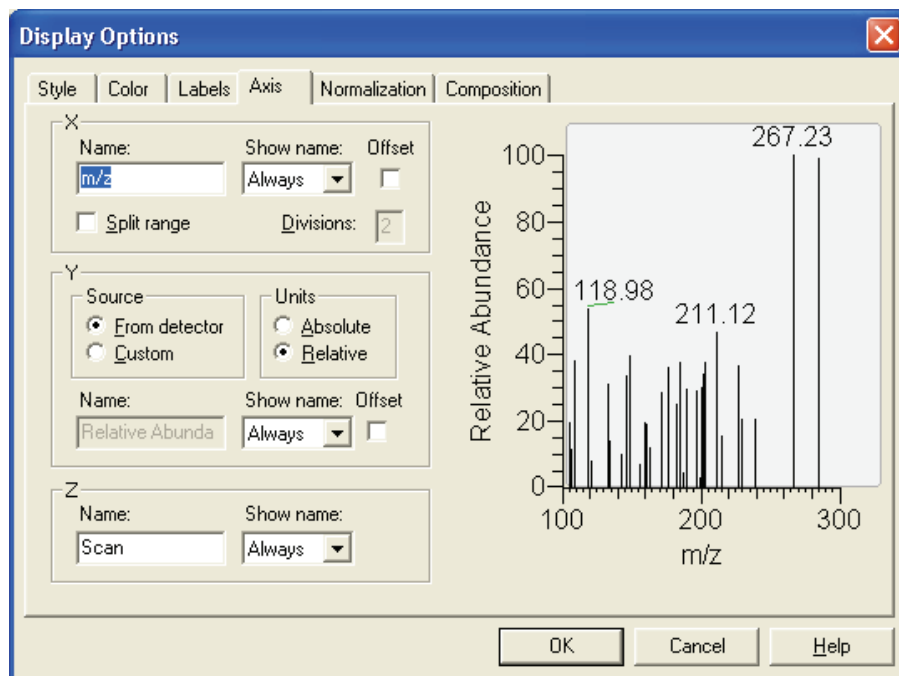 Display Options
Style Color Labels Axis Normalization Composition
X
Name: Show name: Offset
m/z Always
Split range Divisions: 2
Y
Source Units
From detector Absolute
Custom Relative
Name: Show name: Offset
Relative Abunda Always
Z
Name: Show name:
Scan Always
267.23
100
80
60
118.98
211.12
40
20
0
Relative Abundance
100 200 300
m/z
OK Cancel Help